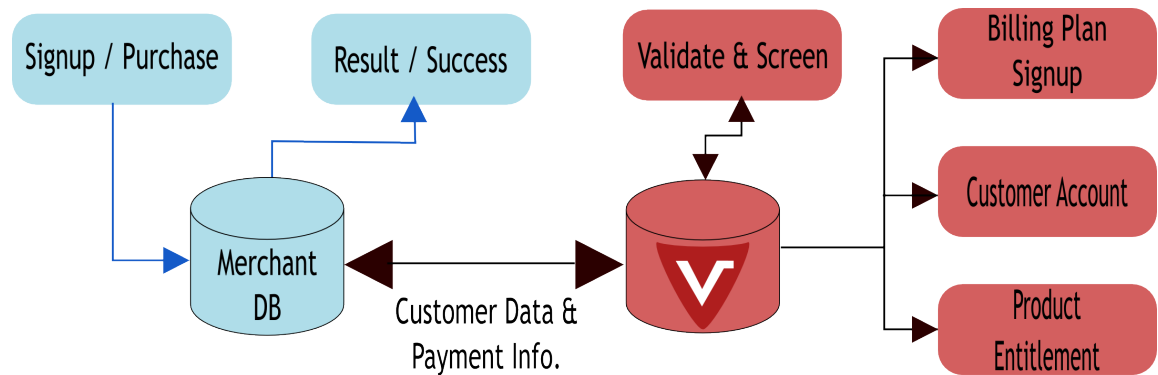 Signup / Purchase
Result / Success
Validate & Screen
Billing Plan
Signup
Customer Account
Merchant
DB
V
Customer Data &
Payment Info.
Product
Entitlement